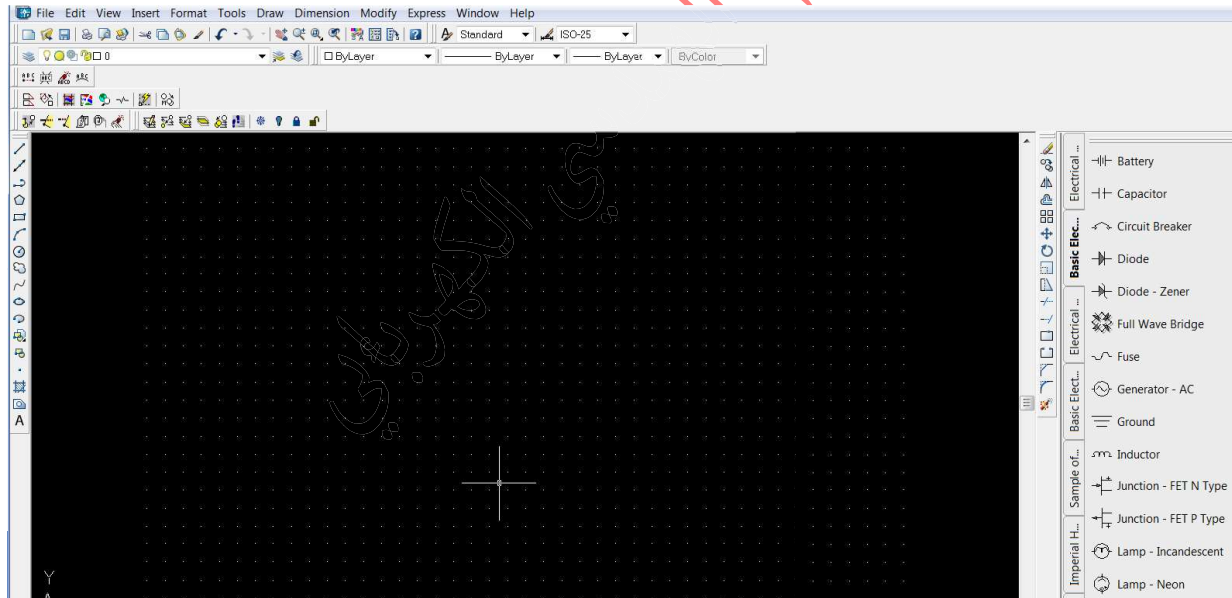 File Edit View Insert Format Tools Draw Dimension Modify Express Window Help
Standard ISO-25
0 ByLayer ByLayer ByLayer ByColor
Electrical ...
Basic Elec...
Electrical ...
Basic Elect...
Sample of...
Imperial H...
Battery
Capacitor
Circuit Breaker
Diode
Diode - Zener
Full Wave Bridge
Fuse
Generator - AC
Ground
Inductor
Junction - FET N Type
Junction - FET P Type
Lamp - Incandescent
Lamp - Neon
A
Y